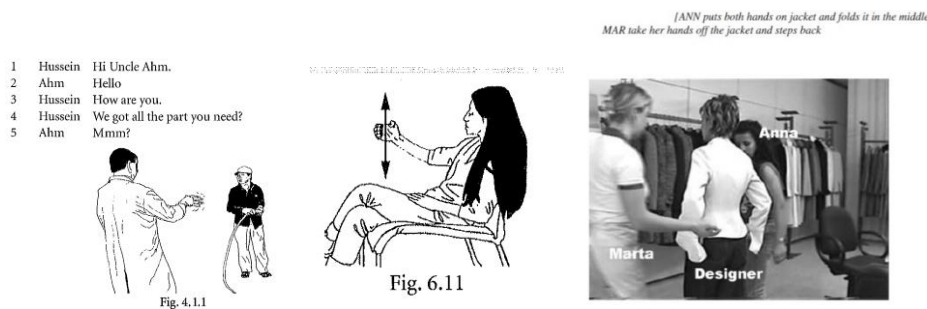 [ANN puts both hands on jacket and folds it in the middle
MAR take her hands off the jacket and steps back
1 Hussein Hi Uncle Ahm.
2 Ahm Hello
3 Hussein How are you.
4 Hussein We got all the part you need?
5 Ahm Mmm?
Fig. 4.1.1
Fig. 6.11
Anna
Marta
Designer